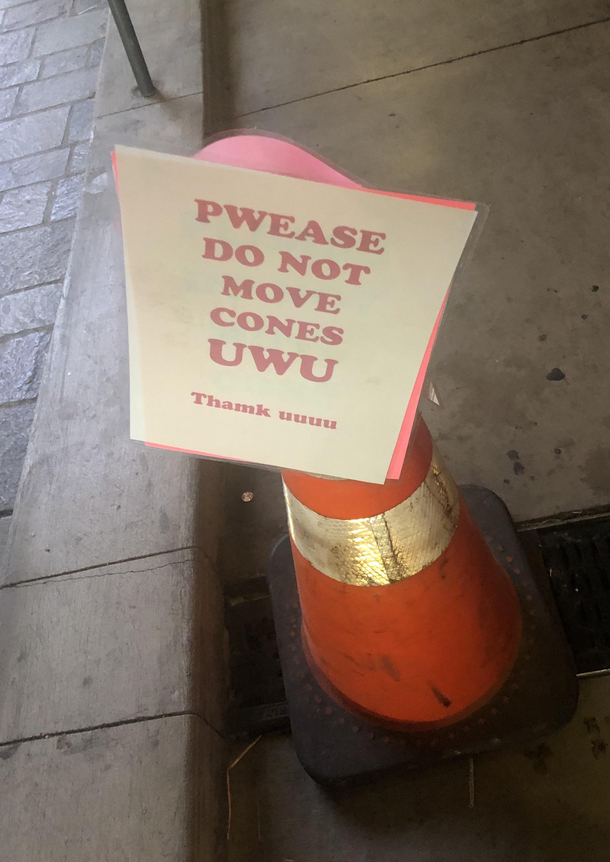 PWEASE
DO NOT
MOVE
CONES
UWU
Thamk uuuu